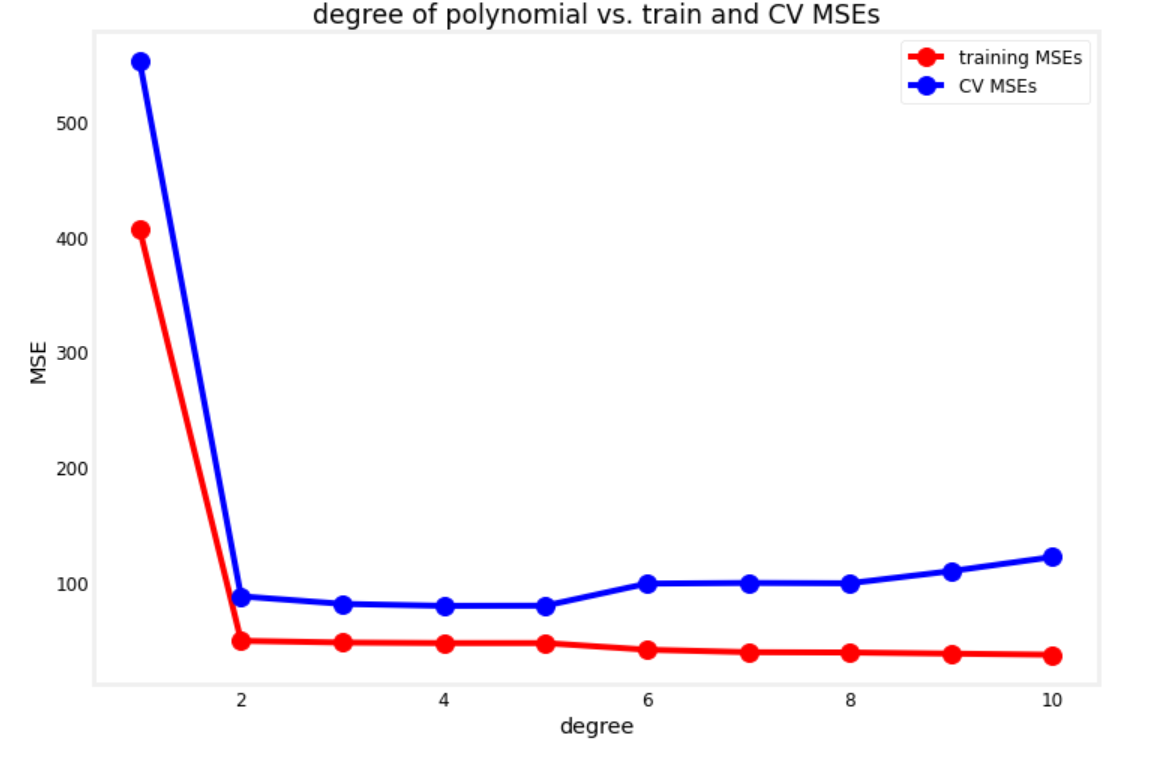 degree of polynomial vs. train and CV MSEs
training MSEs
CV MSEs
500
400
300
200
100
MSE
2 4 6 8 10
degree